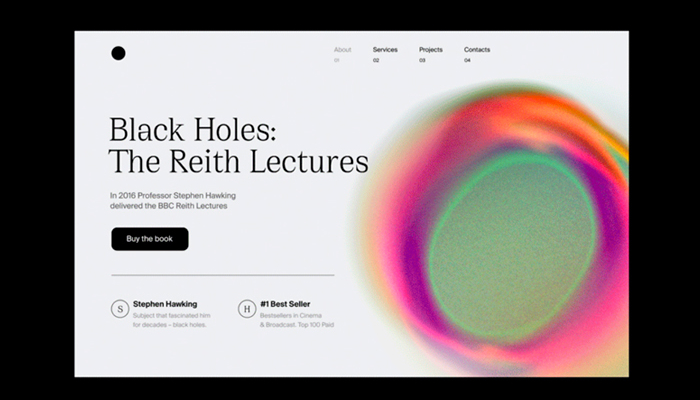 About
Services
Projects
Contacts
01
02
03
04
Black Holes:
The Reith Lectures
In 2016 Professor Stephen Hawking
delivered the BBC Reith Lectures
Buy the book
S
Stephen Hawking
Subject that fascinated him
for decades – black holes.
H
#1 Best Seller
Bestsellers in Cinema
& Broadcast. Top 100 Paid